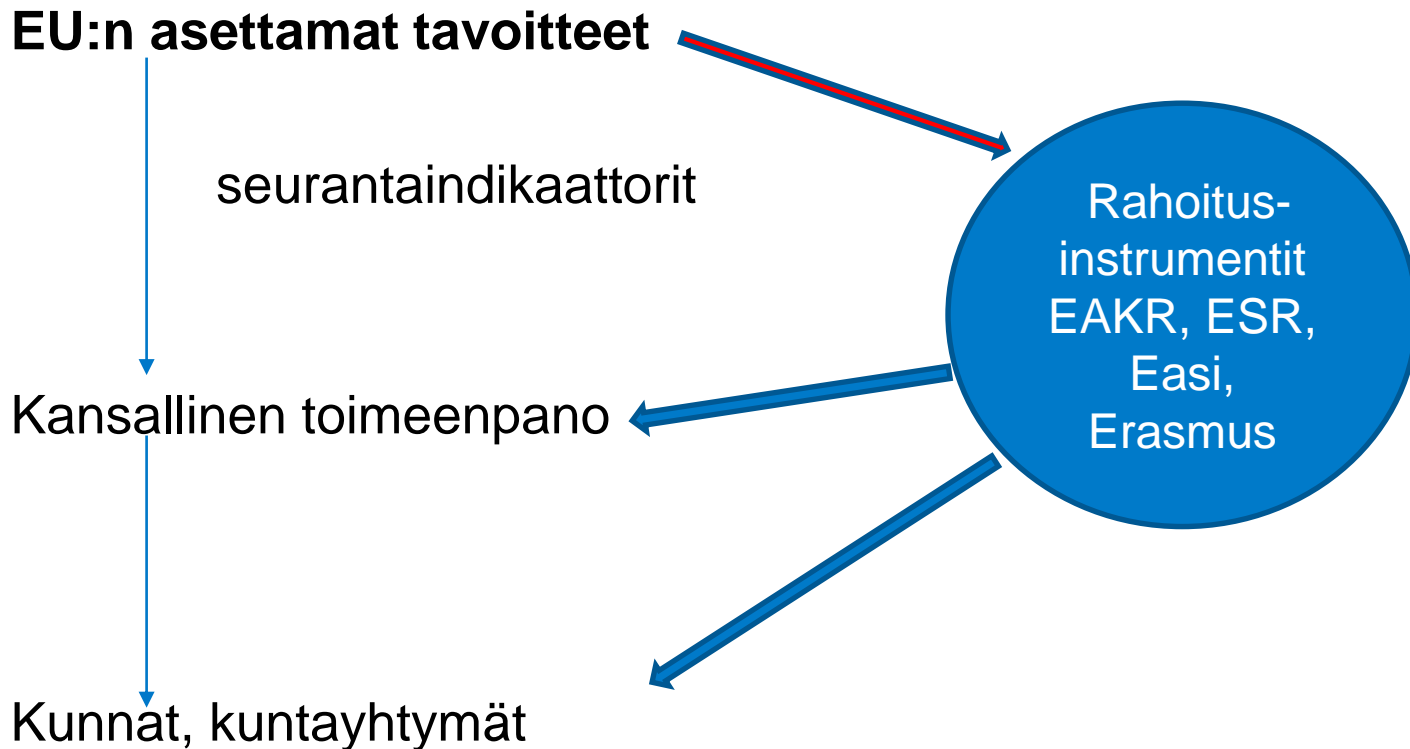 EU:n asettamat tavoitteet
seurantaindikaattorit
Rahoitus-
instrumentit
EAKR, ESR,
Easi,
Erasmus
Kansallinen toimeenpano
Kunnat, kuntayhtymät